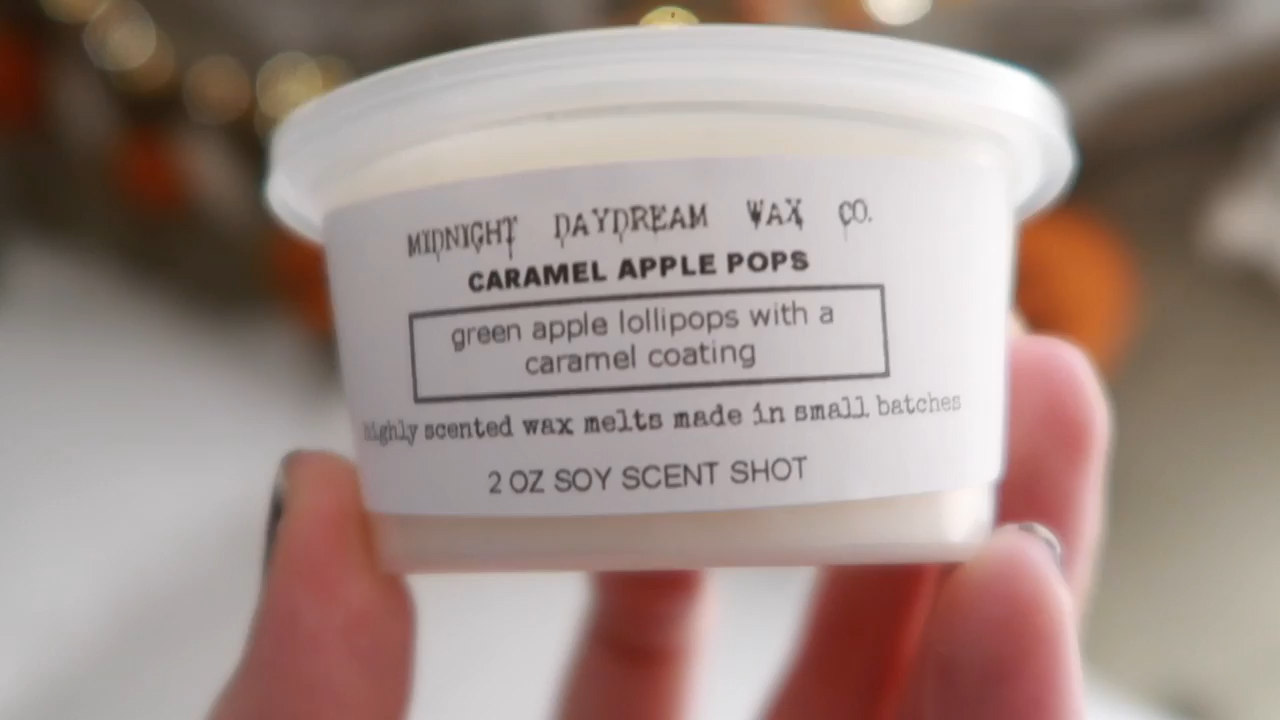 MIDNIGHT DAYDREAM WAX CO.
CARAMEL APPLE POPS
green apple lollipops with a
caramel coating
highly scented wax melts made in small batches
2 OZ SOY SCENT SHOT